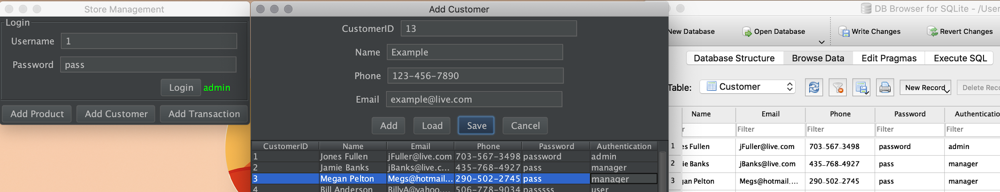 Store Management
Login
Username 1
Password pass
Login admin
Add Product Add Customer Add Transaction
Add Customer
CustomerID 13
Name Example
Phone 123-456-7890
Email example@live.com
Add Load Save Cancel
CustomerID Name Email Phone Password Authentication
1 Jones Fullen jFuller@live.com 703-567-3498 password admin
2 Jamie Banks jBanks@live.c... 435-768-4927 pass manager
3 Megan Pelton Megs@hotmail... 290-502-2745 pass manager
4 Bill Anderson BillyA@yahoo.... 506-778-9034 passsss user
DB Browser for SQLite - /User
New Database Open Database Write Changes Revert Changes
Database Structure Browse Data Edit Pragmas Execute SQL
Table: Customer New Record Delete Reco
Name Email Phone Password Authenticatio
r Filter Filter Filter Filter
1 es Fullen jFuller@live.com 703-567-3498 password admin
2 ie Banks jBanks@live.com 435-768-4927 pass manager
3 gan Pelton Megs@hotmail.... 290-502-2745 pass manager